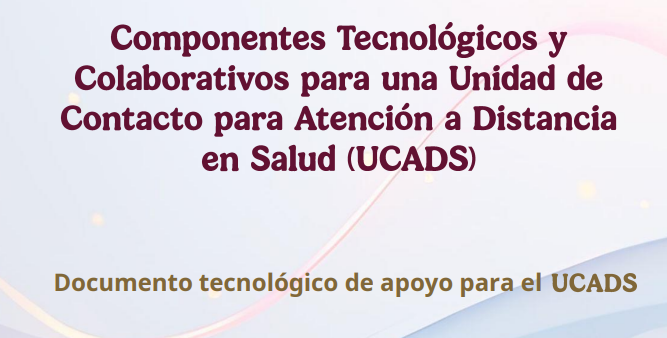 Componentes Tecnológicos y
Colaborativos para una Unidad de
Contacto para Atención a Distancia
en Salud (UCADS)
Documento tecnológico de apoyo para el UCADS